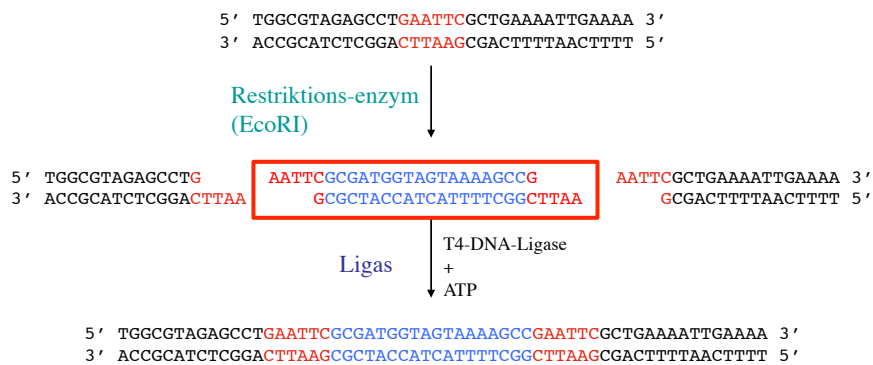 5’ TGGCGTAGAGCCTGAATTCGCTGAAAATTGAAAA 3’
3’ ACCGCATCTCGGACTTAAGCGACTTTTAACTTTT 5’
Restriktions-enzym
(EcoRI)
5’ TGGCGTAGAGCCTG AATTCGCGATGGTAGTAAAAGCCG AATTCGCTGAAAATTGAAAA 3’
3’ ACCGCATCTCGGACTTAA GCGCTACCATCATTTTCGGCTTAA GCGACTTTTAACTTTT 5’
Ligas
T4-DNA-Ligase
+
ATP
5’ TGGCGTAGAGCCTGAATTCGCGATGGTAGTAAAAGCCGAATTCGCTGAAAATTGAAAA 3’
3’ ACCGCATCTCGGACTTAAGCGCTACCATCATTTTCGGCTTAAGCGACTTTTAACTTTT 5’